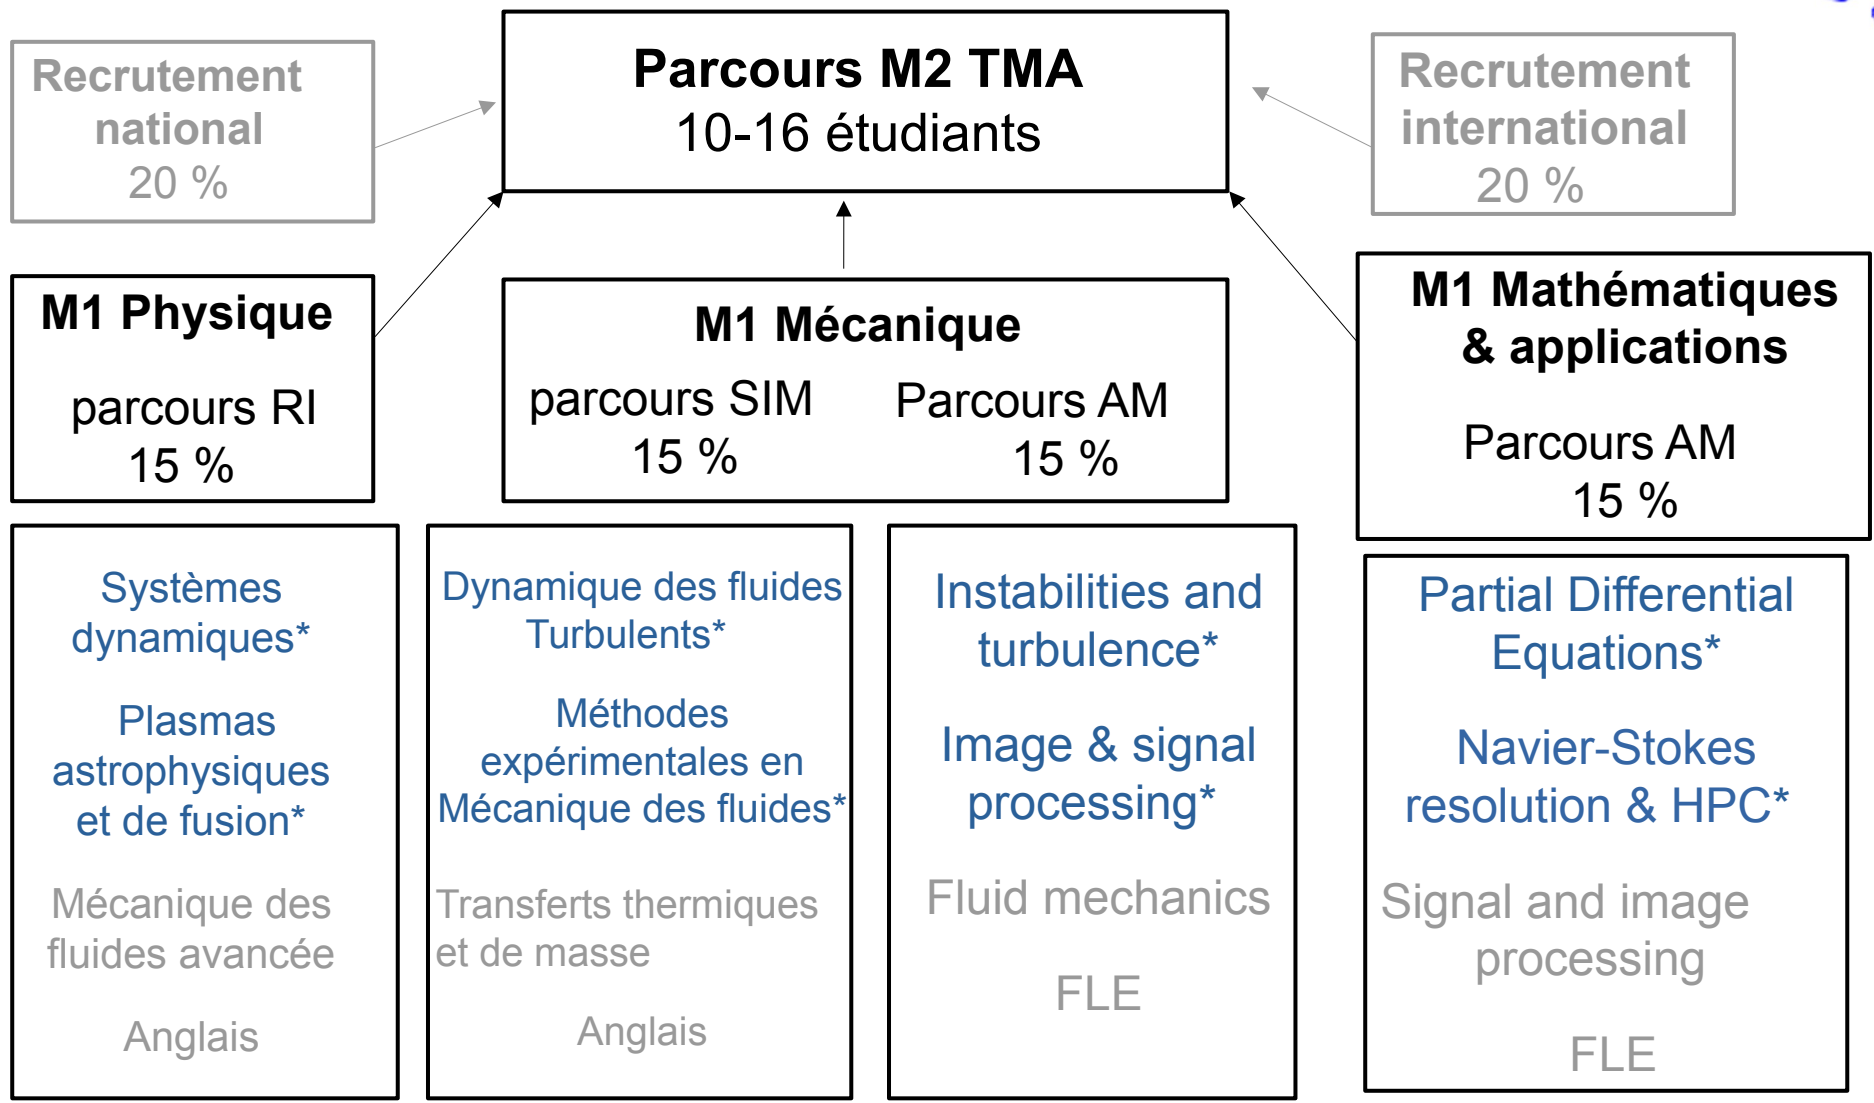 Recrutement
national
20 %
Parcours M2 TMA
10-16 étudiants
Recrutement
international
20 %
M1 Physique
parcours RI
15 %
M1 Mécanique
parcours SIM
15 %
Parcours AM
15 %
M1 Mathématiques
& applications
Parcours AM
15 %
Systèmes
dynamiques*
Plasmas
astrophysiques
et de fusion*
Mécanique des
fluides avancée
Anglais
Dynamique des fluides
Turbulents*
Méthodes
expérimentales en
Mécanique des fluides*
Transferts thermiques
et de masse
Anglais
Instabilities and
turbulence*
Image & signal
processing*
Fluid mechanics
FLE
Partial Differential
Equations*
Navier-Stokes
resolution & HPC*
Signal and image
processing
FLE